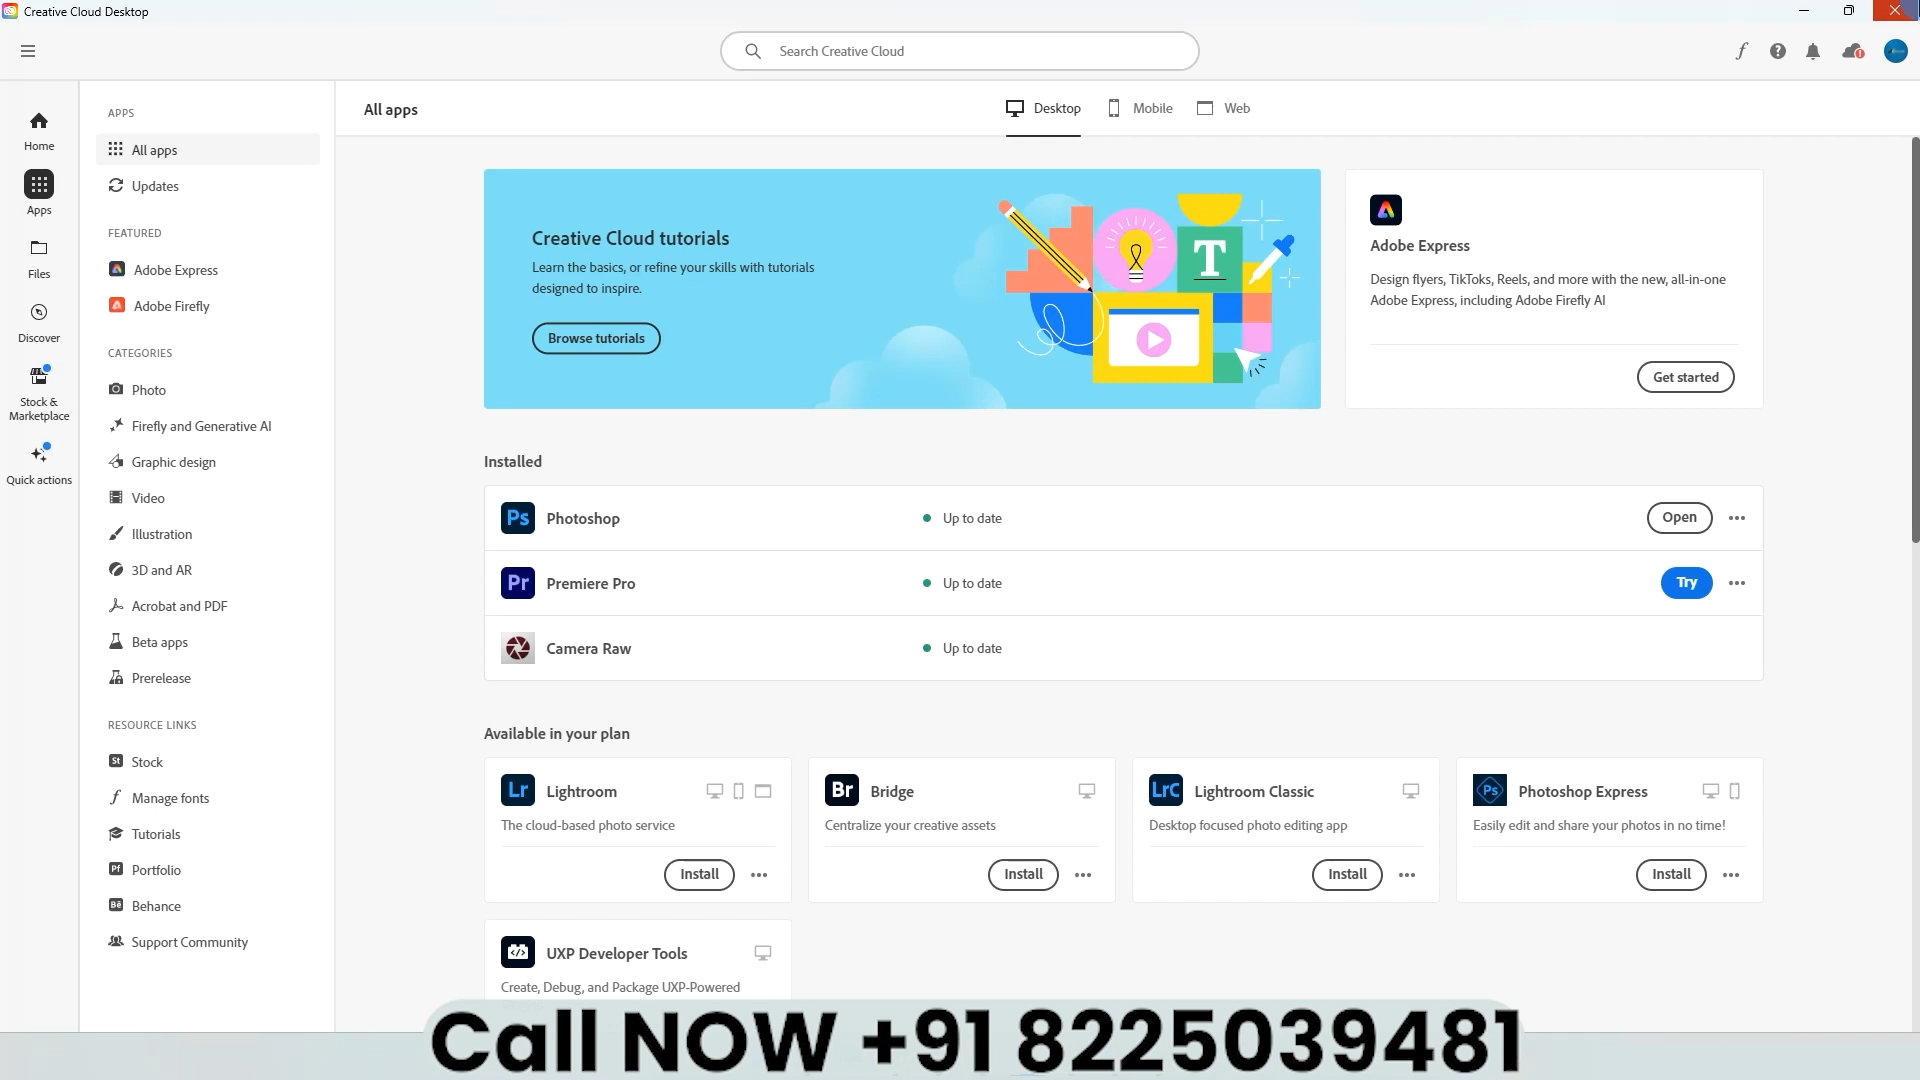 Creative Cloud Desktop
Search Creative Cloud
Home
Apps
Files
Discover
Stock &
Marketplace
Quick actions
APPS
All apps
Updates
FEATURED
Adobe Express
Adobe Firefly
CATEGORIES
Photo
Firefly and Generative AI
Graphic design
Video
Illustration
3D and AR
Acrobat and PDF
Beta apps
Prerelease
RESOURCE LINKS
St Stock
Manage fonts
Tutorials
Pf Portfolio
Bē Behance
Support Community
All apps
Desktop
Mobile
Web
Creative Cloud tutorials
Learn the basics, or refine your skills with tutorials
designed to inspire.
Browse tutorials
T
Adobe Express
Design flyers, TikToks, Reels, and more with the new, all-in-one
Adobe Express, including Adobe Firefly AI
Get started
Installed
Ps Photoshop Up to date Open
Pr Premiere Pro Up to date Try
Camera Raw Up to date
Available in your plan
Lr Lightroom
The cloud-based photo service
Install
Br Bridge
Centralize your creative assets
Install
LrC Lightroom Classic
Desktop focused photo editing app
Install
Ps Photoshop Express
Easily edit and share your photos in no time!
Install
UXP Developer Tools
Create, Debug, and Package UXP-Powered
Call NOW +91 8225039481